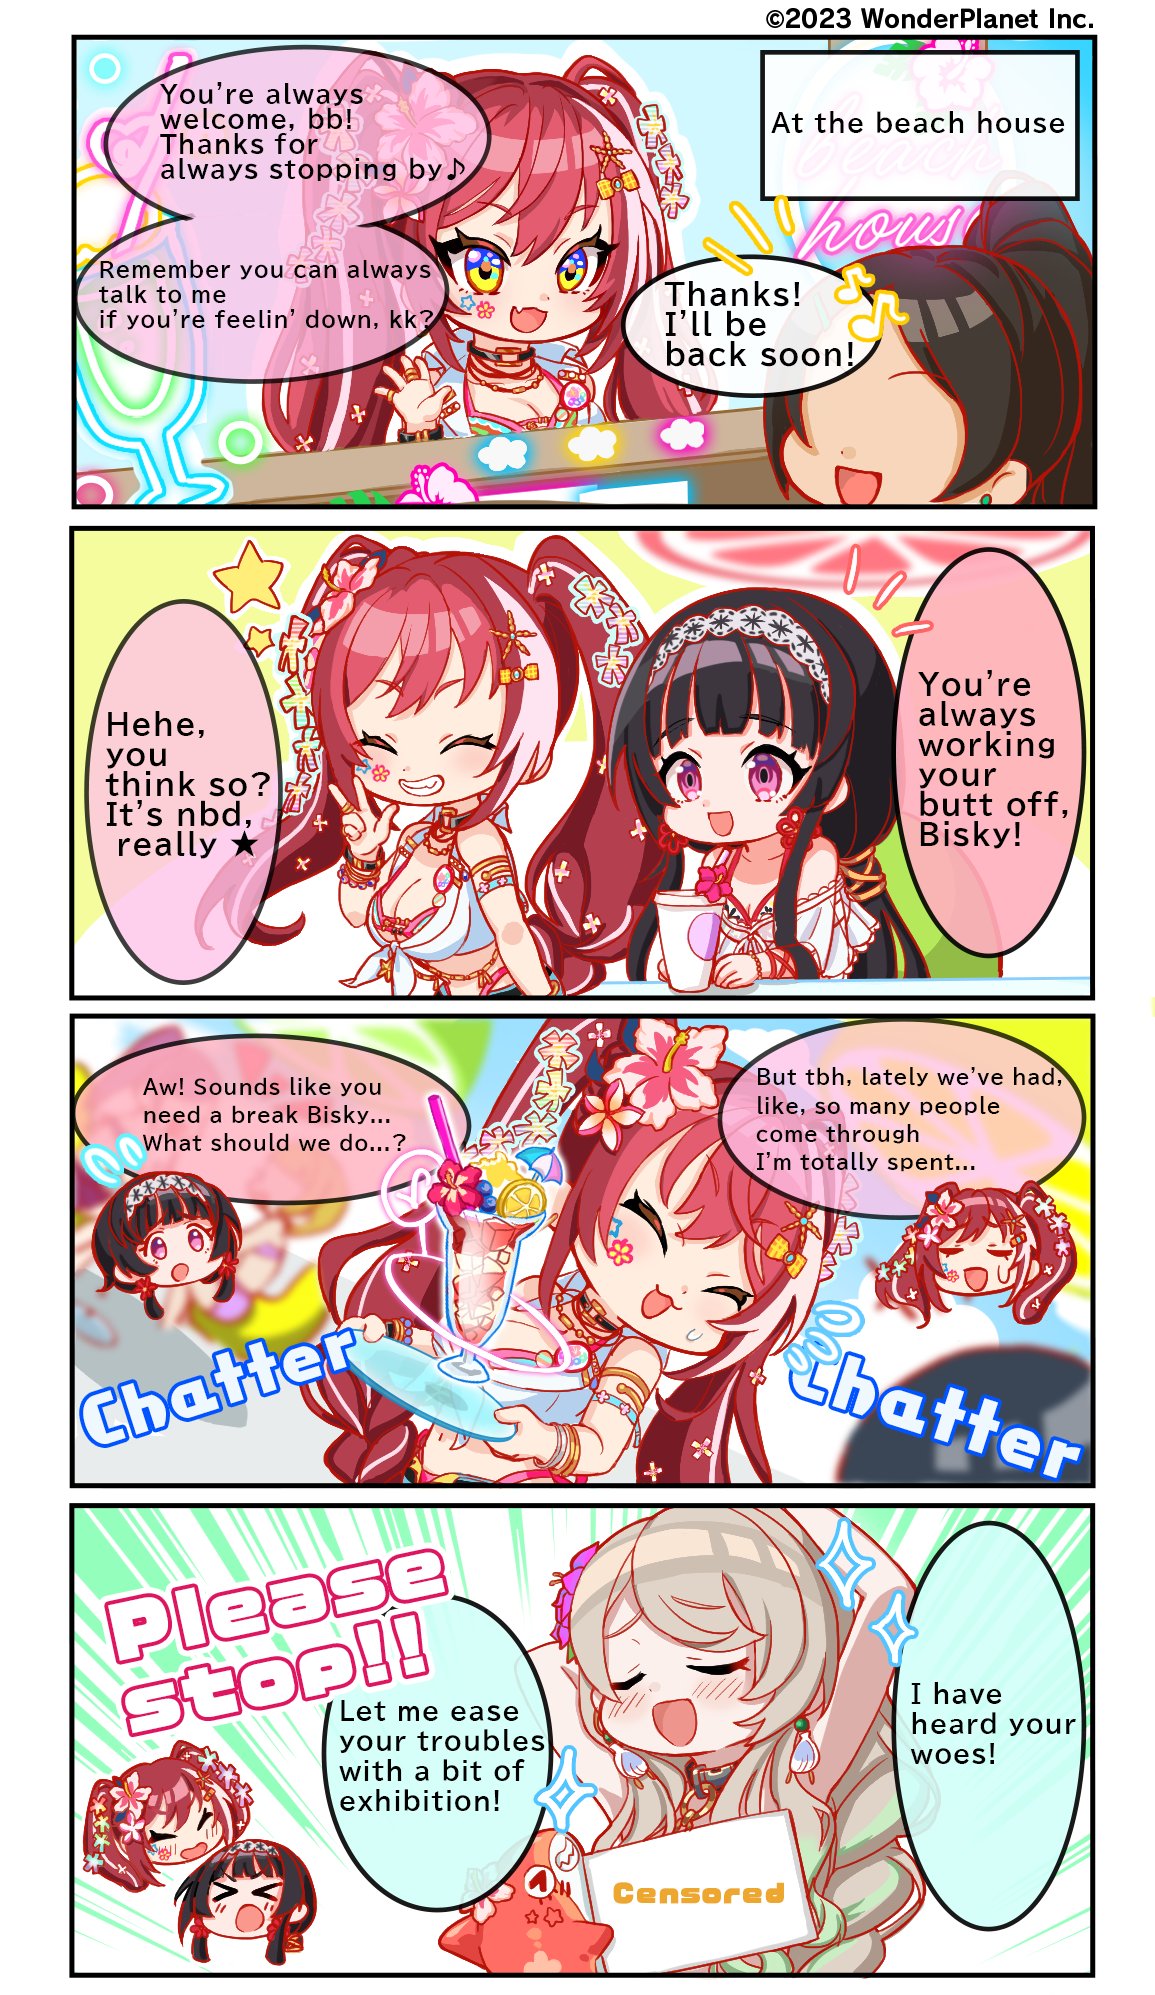 ©2023 WonderPlanet Inc.
At the beach house
house
You're always
welcome, bb!
Thanks for
always stopping by♪
Remember you can always
talk to me
if you're feelin' down, kk?
Thanks!
I'll be
back soon!
You're
always
working
your
butt off,
Bisky!
Hehe,
you
think so?
It's nbd,
really ★
But tbh, lately we've had,
like, so many people
come through
I'm totally spent...
Aw! Sounds like you
need a break Bisky...
What should we do...?
Chatter
Chatter
I have
heard your
woes!
Let me ease
your troubles
with a bit of
exhibition!
Please
stop!!
Censored